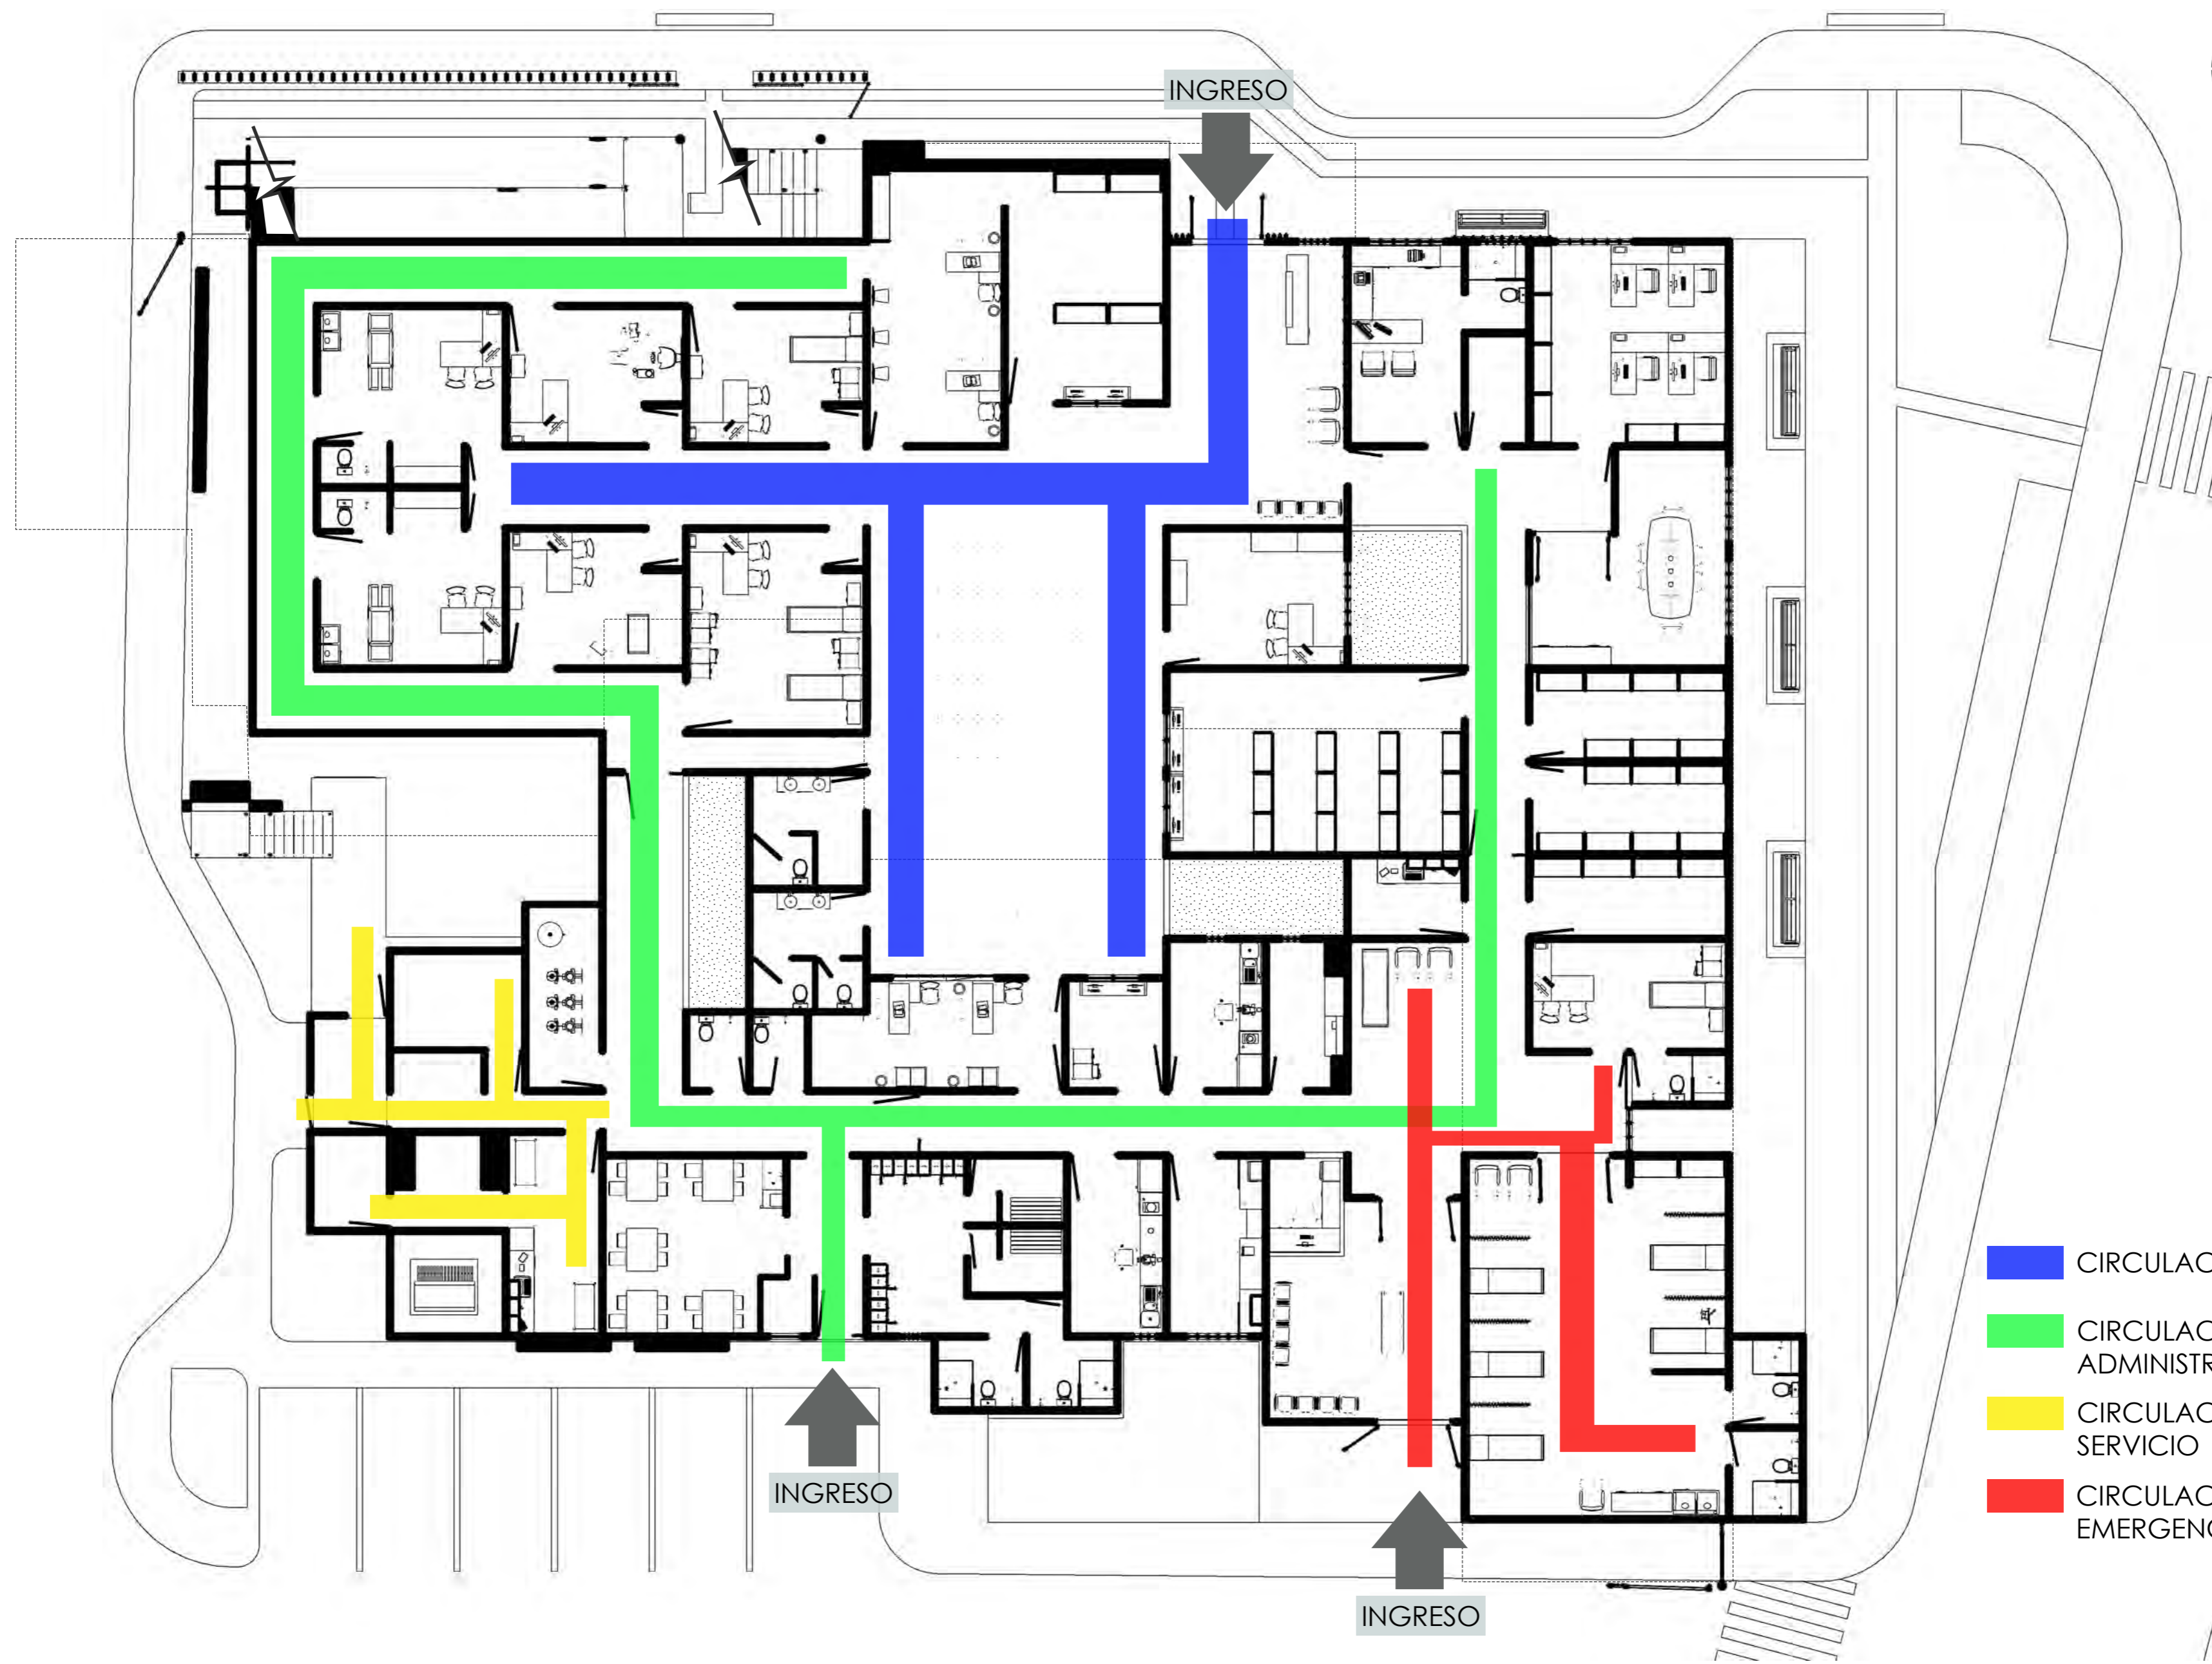 INGRESO
INGRESO
INGRESO
CIRCULAC
CIRCULAC
ADMINISTR
CIRCULAC
SERVICIO
CIRCULAC
EMERGENC